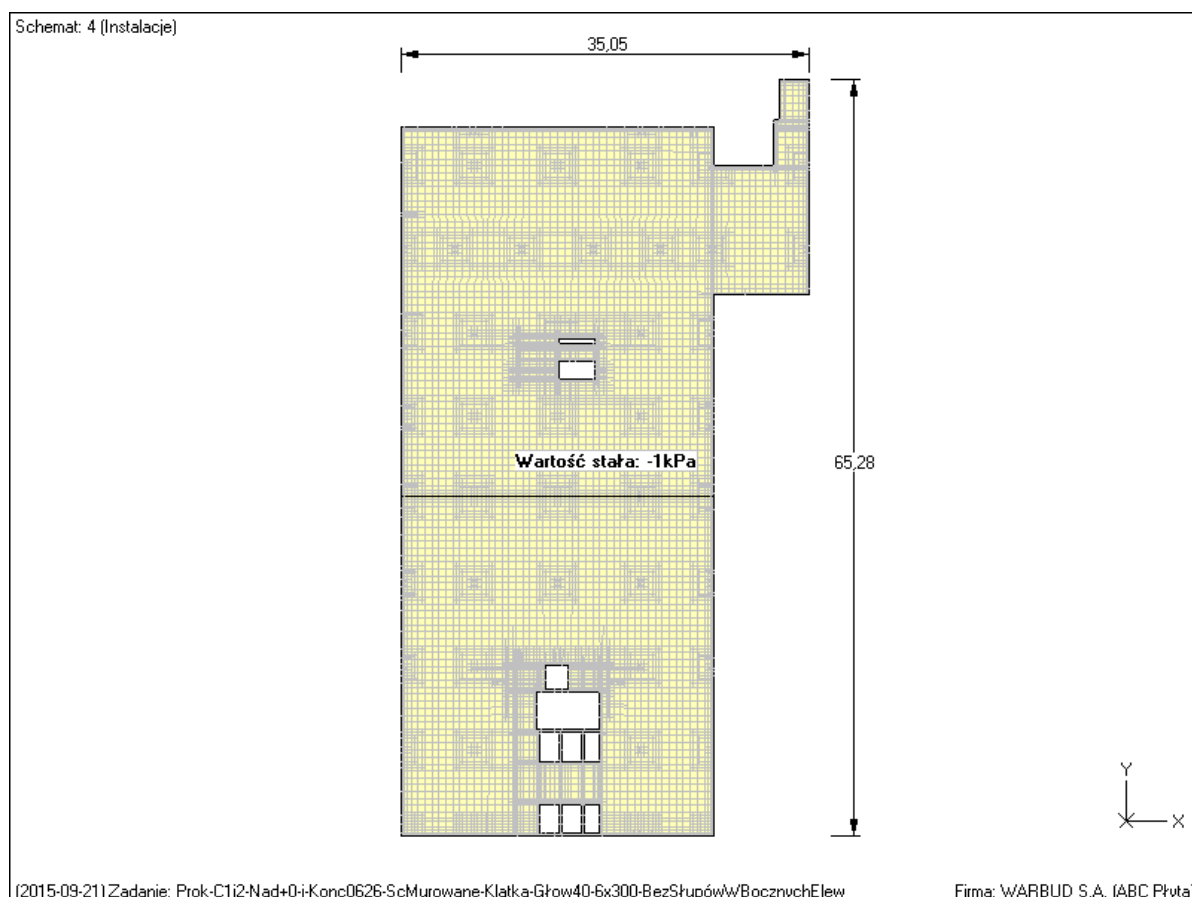 Schemat: 4 (Instalacje)
35,05
Wartość stała: -1kPa
65,28
Y
X
(2015-09-21) Zadanie: Prok-C1i2-Nad+0-i-Konc0626-ScMurowane-Klatka-Głow40-6x300-BezSłupówWBocznychElew
Firma: WARBUD S.A. (ABC Płyta)